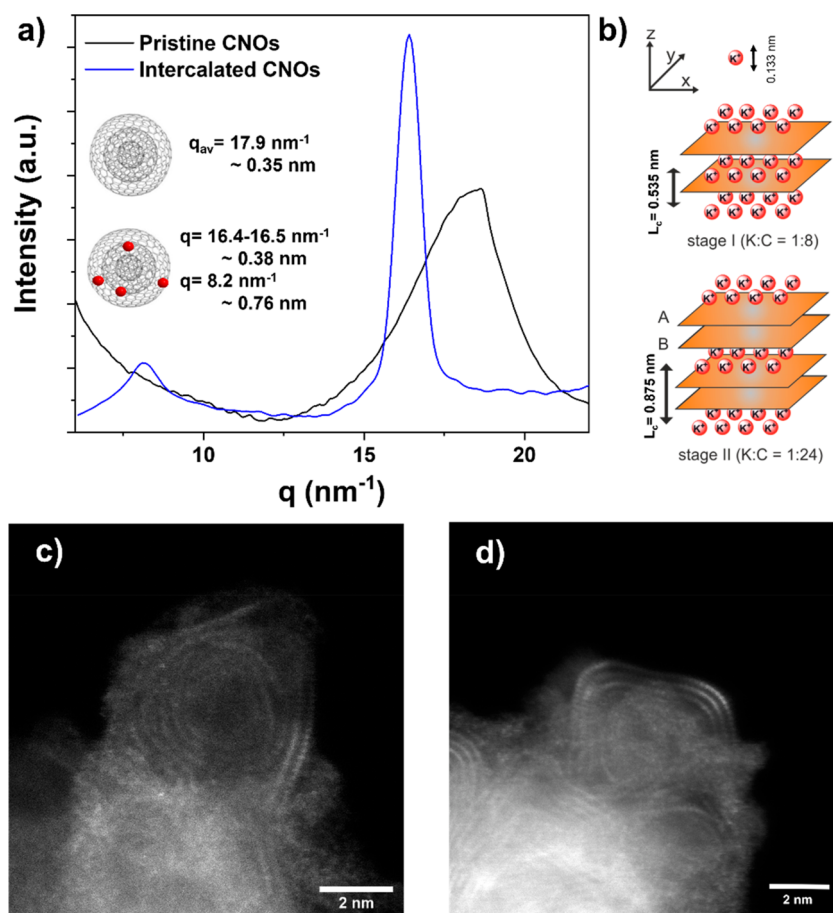 a)
Pristine CNOs
Intercalated CNOs
q_av= 17.9 nm⁻¹
~ 0.35 nm
q= 16.4-16.5 nm⁻¹
~ 0.38 nm
q= 8.2 nm⁻¹
~ 0.76 nm
Intensity (a.u.)
10 15 20
q (nm⁻¹)
b)
z
y
x
K⁺
0.133 nm
K⁺ K⁺ K⁺ K⁺
K⁺ K⁺ K⁺ K⁺
K⁺ K⁺ K⁺ K⁺
K⁺ K⁺ K⁺ K⁺
K⁺ K⁺ K⁺ K⁺
K⁺ K⁺ K⁺ K⁺
L_c= 0.535 nm
stage I (K:C = 1:8)
K⁺ K⁺ K⁺ K⁺
K⁺ K⁺ K⁺ K⁺
A
B
K⁺ K⁺ K⁺ K⁺
K⁺ K⁺ K⁺ K⁺
L_c= 0.875 nm
K⁺ K⁺ K⁺ K⁺
K⁺ K⁺ K⁺ K⁺
stage II (K:C = 1:24)
c)
2 nm
d)
2 nm